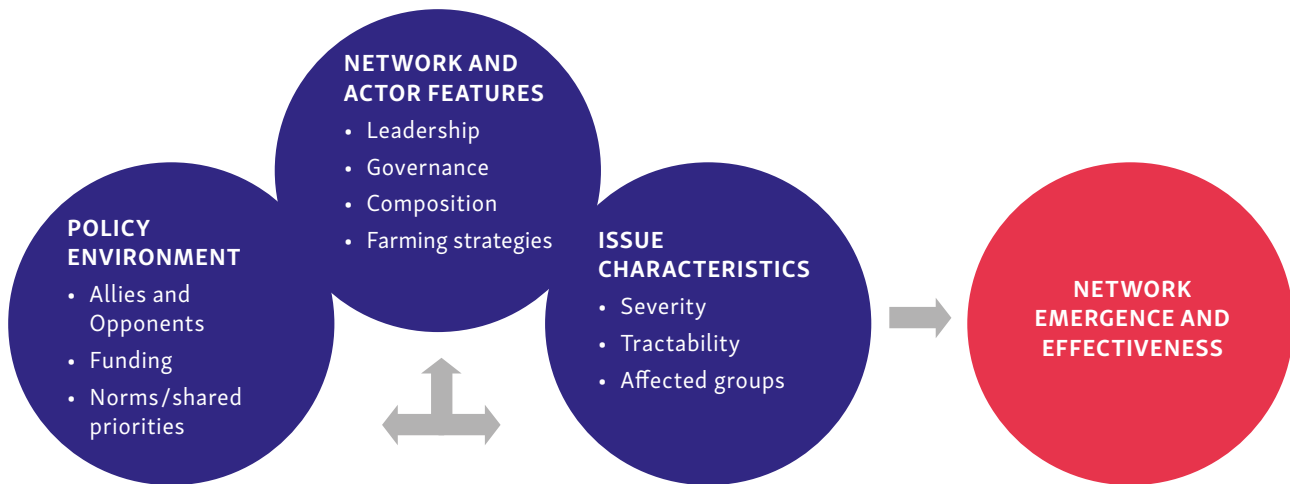 NETWORK AND
ACTOR FEATURES
• Leadership
• Governance
• Composition
• Farming strategies
POLICY
ENVIRONMENT
• Allies and
Opponents
• Funding
• Norms/shared
priorities
ISSUE
CHARACTERISTICS
• Severity
• Tractability
• Affected groups
NETWORK
EMERGENCE AND
EFFECTIVENESS